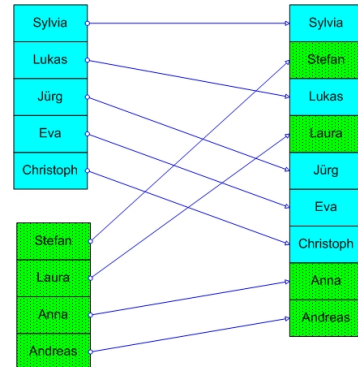 Sylvia
Lukas
Jürg
Eva
Christoph
Stefan
Laura
Anna
Andreas
Sylvia
Stefan
Lukas
Laura
Jürg
Eva
Christoph
Anna
Andreas